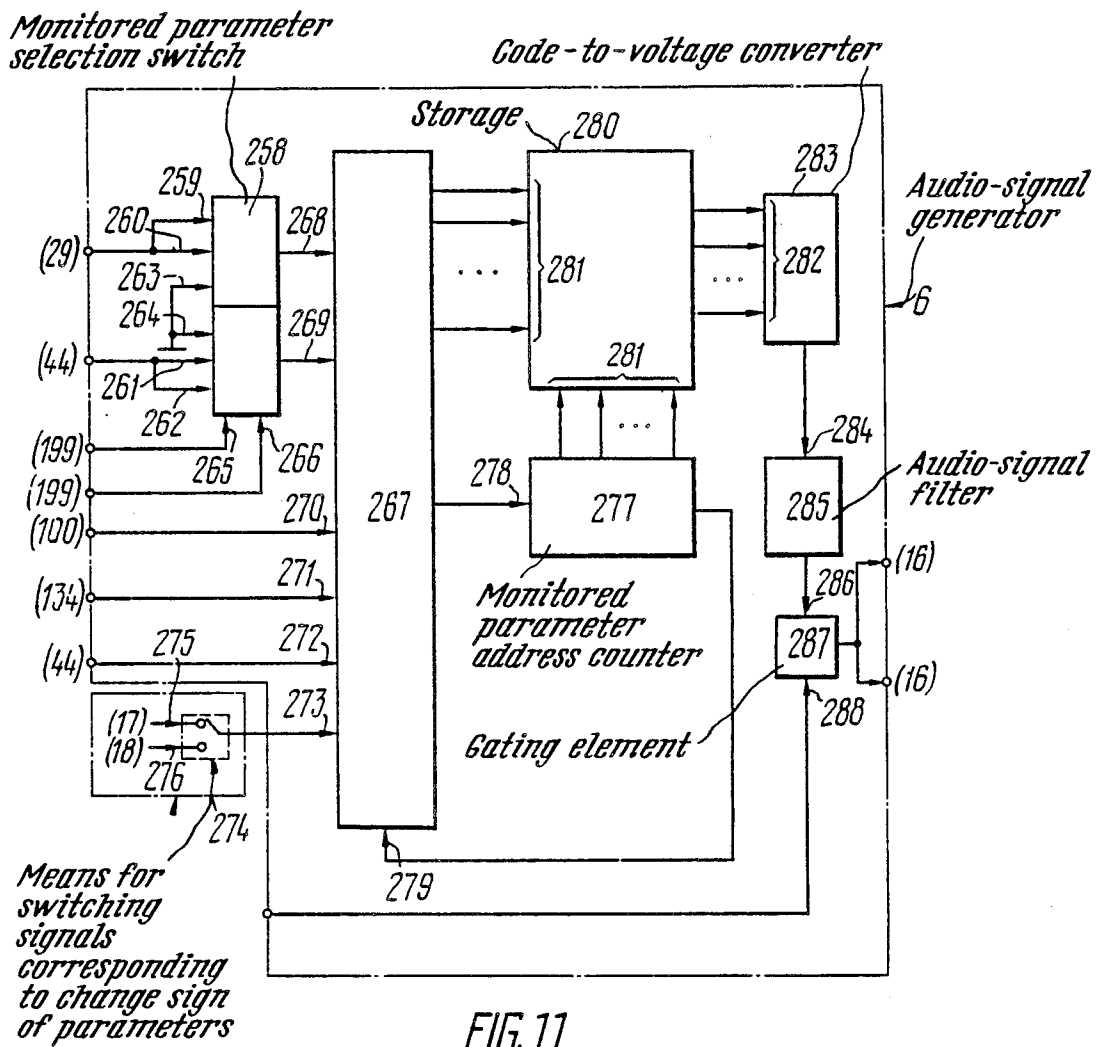 Monitored parameter
selection switch
Code-to-voltage converter
Storage
280
258
283
259
Audio-signal
generator
260
268
(29)
281
282
263
6
264
269
(44)
281
261
262
284
(199)
265
266
278
Audio-signal
filter
(199)
267
277
285
(100)
270
(16)
271
286
(134)
Monitored
parameter
address counter
287
272
(44)
275
(16)
273
288
(17)
(18)
Gating element
276
274
279
Means for
switching
signals
corresponding
to change sign
of parameters
FIG. 11